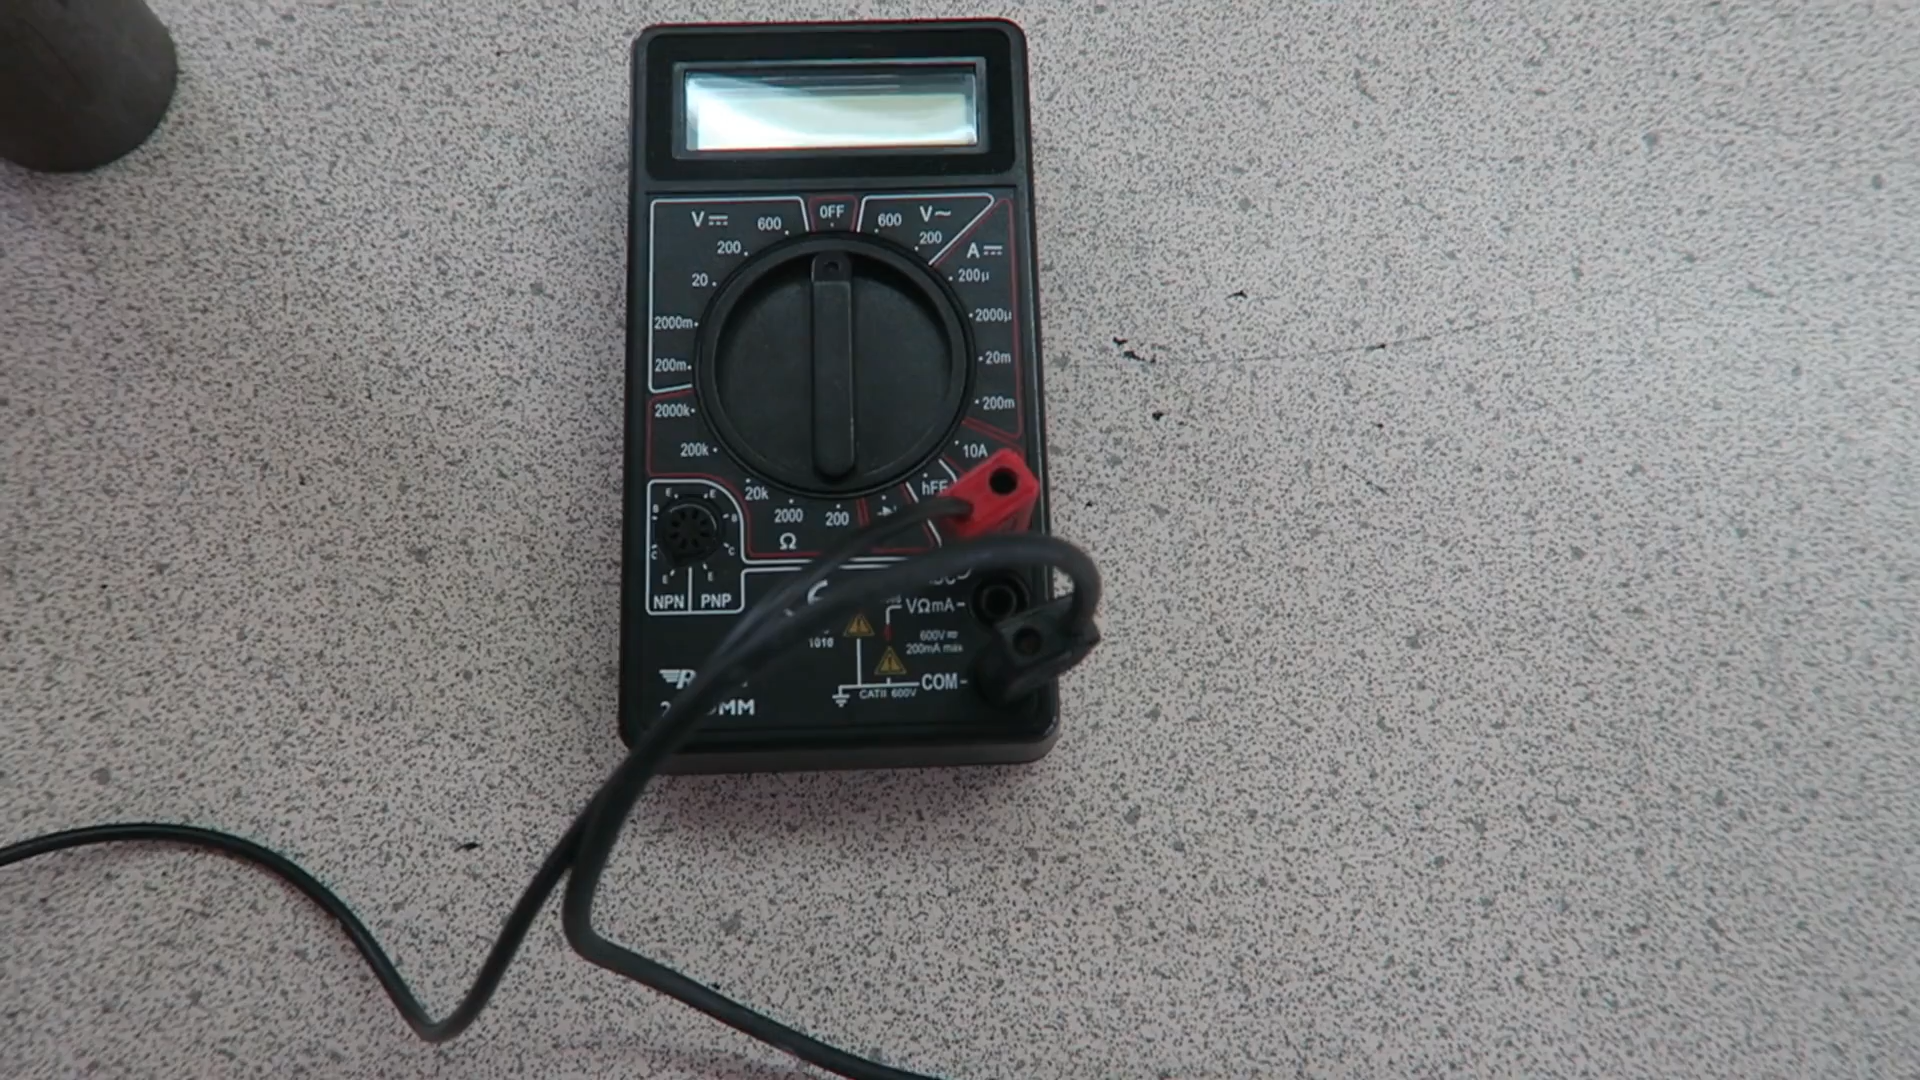 V⎓ 600 OFF 600 V~
200 200
A⎓
20 200µ
2000m 2000µ
200m 20m
2000k 200m
200k 10A
20k hFE
2000 200
Ω
E E
B B
C C
E E
NPN PNP
VΩmA
600V⎓
200mA max
COM
CATII 600V